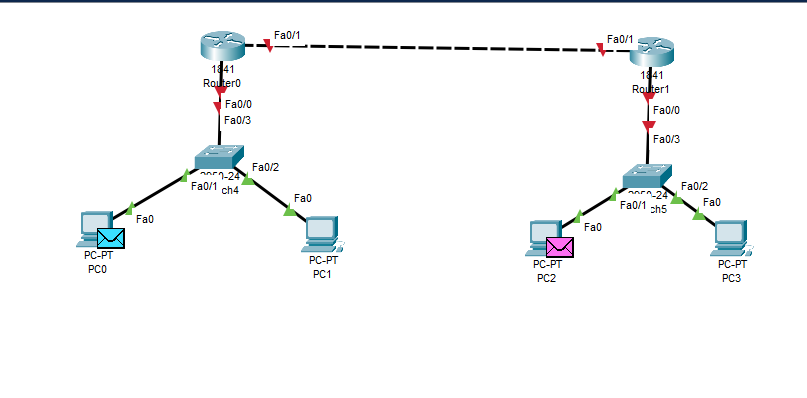 Fa0/1
Fa0/1
1841
Router0
1841
Router1
Fa0/0
Fa0/3
Fa0/0
Fa0/3
Fa0/2
Fa0/1
ch4
Fa0/2
Fa0/1
ch5
Fa0
Fa0
Fa0
Fa0
PC-PT
PC0
PC-PT
PC1
PC-PT
PC2
PC-PT
PC3